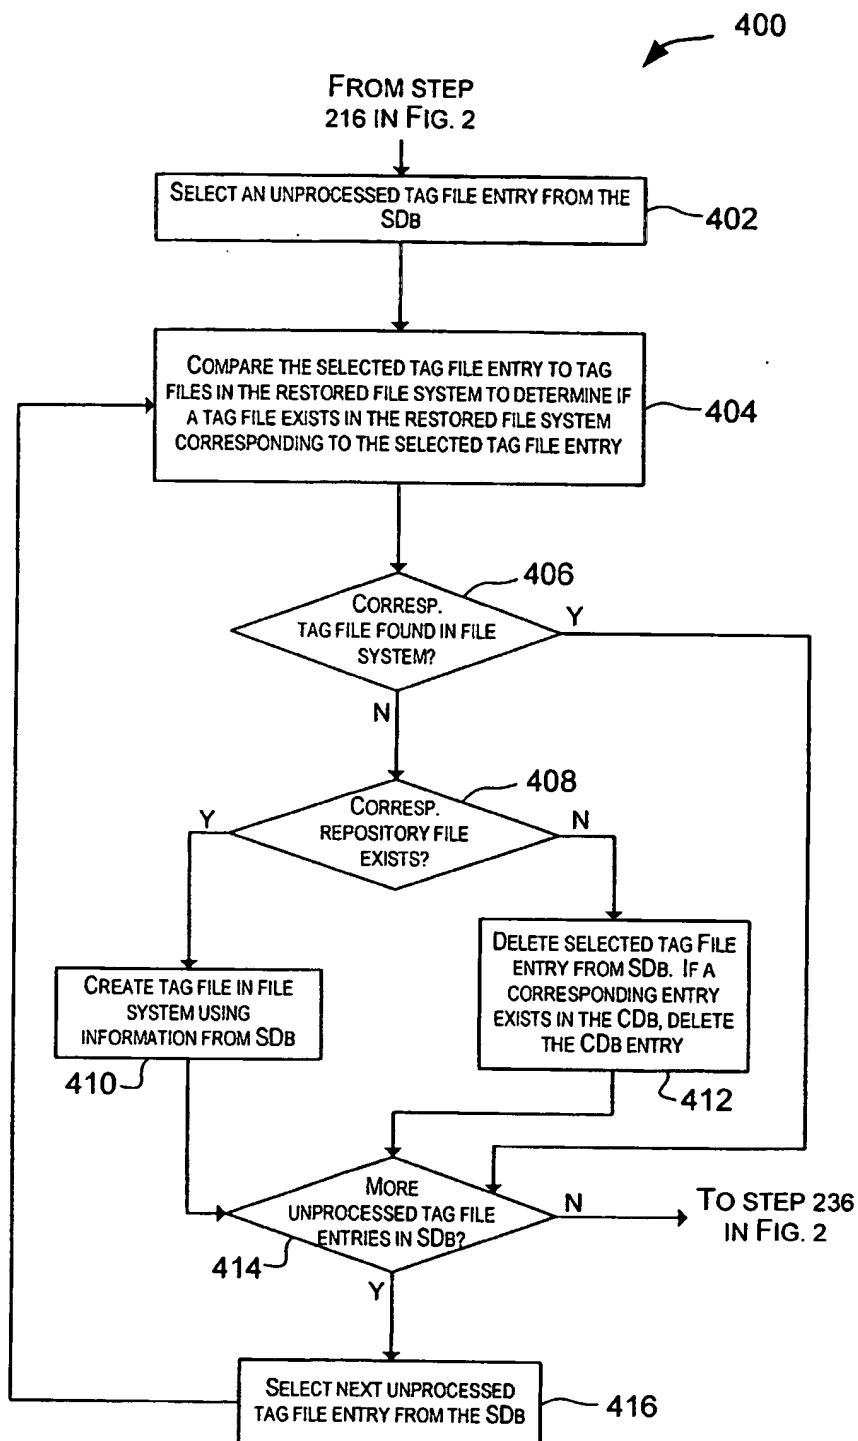 400
FROM STEP
216 IN FIG. 2
SELECT AN UNPROCESSED TAG FILE ENTRY FROM THE
SDB
402
COMPARE THE SELECTED TAG FILE ENTRY TO TAG
FILES IN THE RESTORED FILE SYSTEM TO DETERMINE IF
A TAG FILE EXISTS IN THE RESTORED FILE SYSTEM
CORRESPONDING TO THE SELECTED TAG FILE ENTRY
404
406
CORRESP.
TAG FILE FOUND IN FILE
SYSTEM?
Y
N
408
CORRESP.
REPOSITORY FILE
EXISTS?
Y
N
CREATE TAG FILE IN FILE
SYSTEM USING
INFORMATION FROM SDB
410
DELETE SELECTED TAG FILE
ENTRY FROM SDB. IF A
CORRESPONDING ENTRY
EXISTS IN THE CDB, DELETE
THE CDB ENTRY
412
MORE
UNPROCESSED TAG FILE
ENTRIES IN SDB?
414
N
TO STEP 236
IN FIG. 2
Y
SELECT NEXT UNPROCESSED
TAG FILE ENTRY FROM THE SDB
416